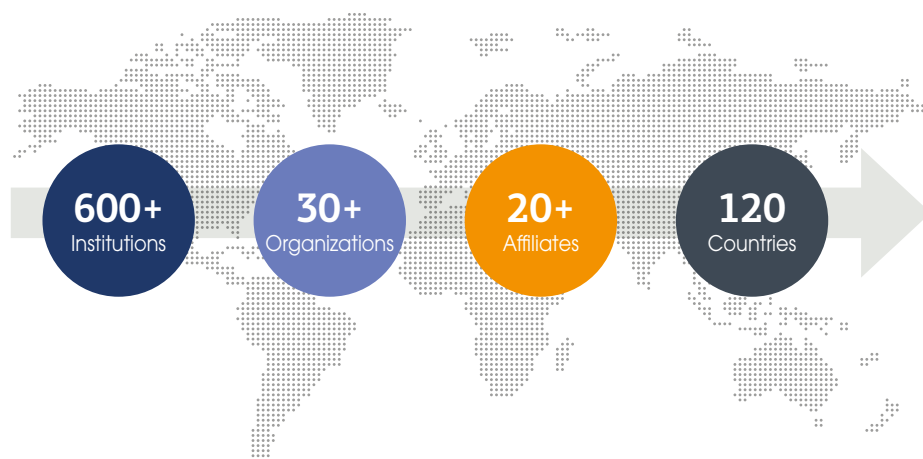 600+
Institutions
30+
Organizations
20+
Affiliates
120
Countries